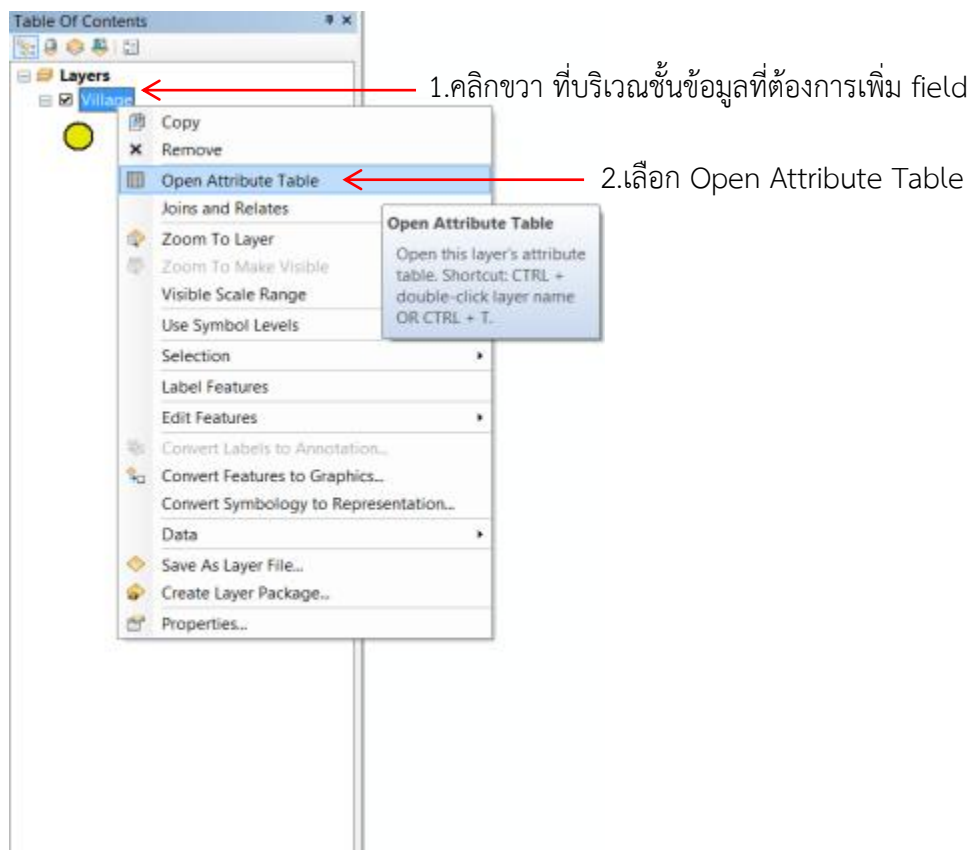 Table Of Contents
Layers
1.คลิกขวา ที่บริเวณชั้นข้อมูลที่ต้องการเพิ่ม field
Village
Copy
Remove
Open Attribute Table
2.เลือก Open Attribute Table
Joins and Relates
Open Attribute Table
Zoom To Layer
Open this layer's attribute
table. Shortcut: CTRL +
double-click layer name
OR CTRL + T.
Zoom To Make Visible
Visible Scale Range
Use Symbol Levels
Selection
Label Features
Edit Features
Convert Labels to Annotation...
Convert Features to Graphics...
Convert Symbology to Representation...
Data
Save As Layer File...
Create Layer Package...
Properties...